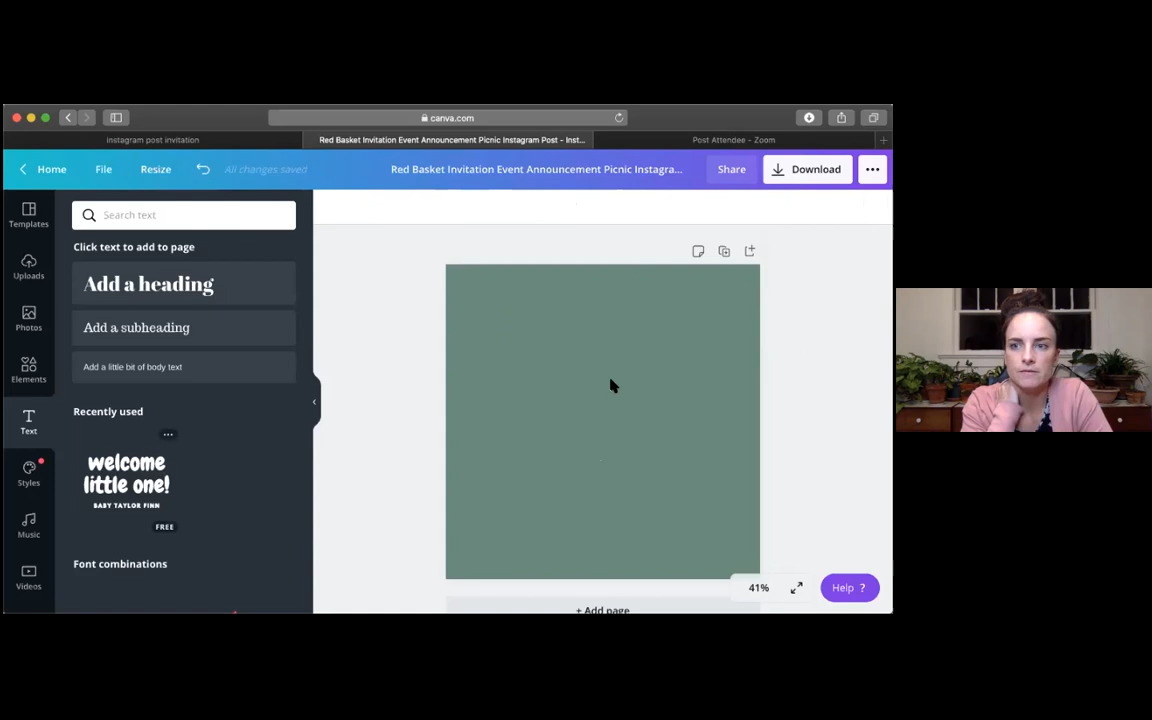 canva.com
instagram post invitation
Red Basket Invitation Event Announcement Picnic Instagram Post - Inst...
Post Attendee - Zoom
Home
File
Resize
All changes saved
Red Basket Invitation Event Announcement Picnic Instagra...
Share
Download
Templates
Uploads
Photos
Elements
Text
Styles
Music
Videos
Search text
Click text to add to page
Add a heading
Add a subheading
Add a little bit of body text
Recently used
welcome
little one!
BABY TAYLOR FINN
FREE
Font combinations
+ Add page
41%
Help ?